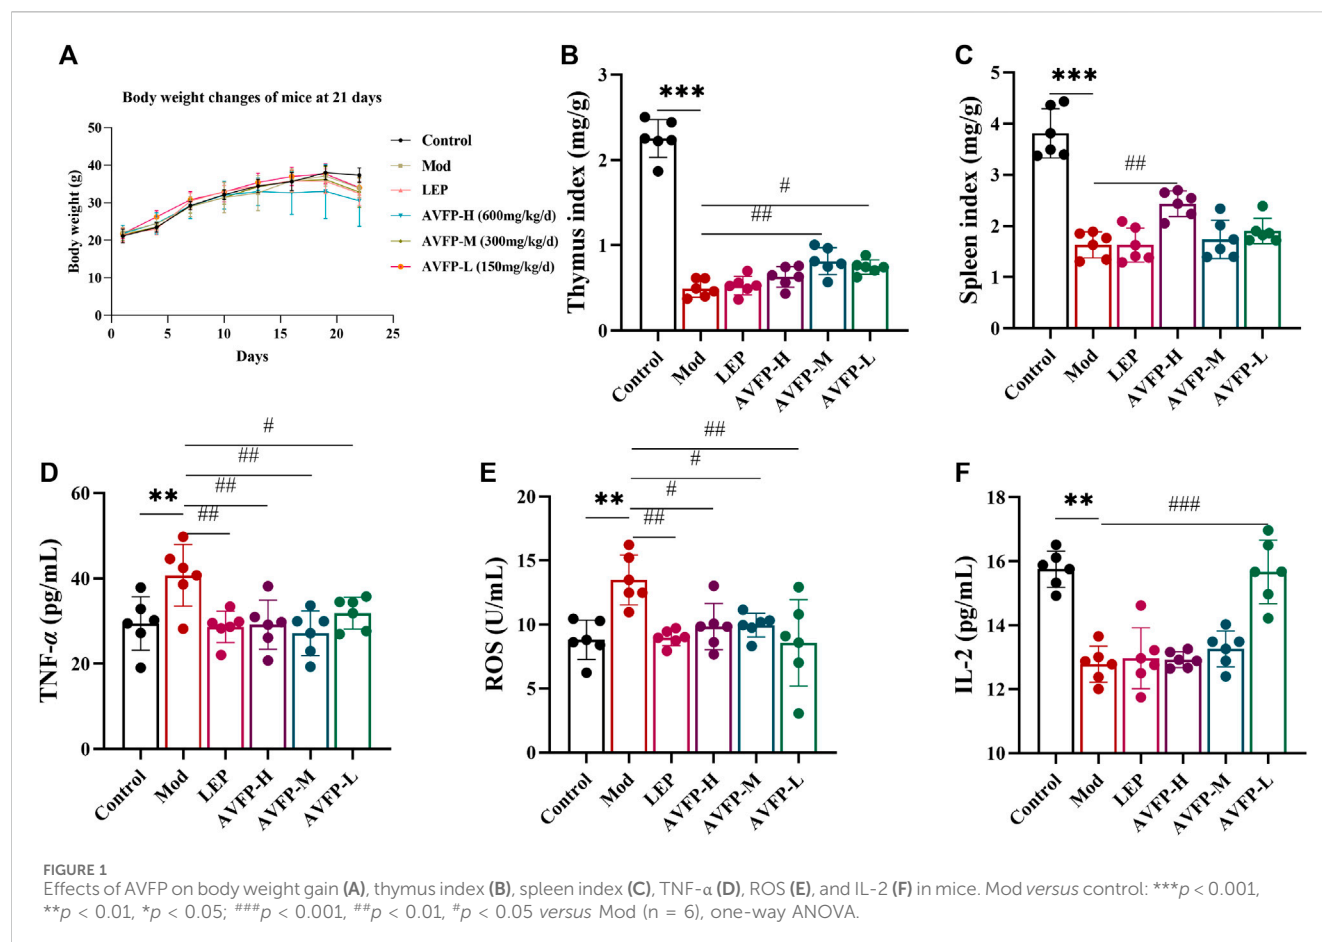 A
Body weight changes of mice at 21 days
Body weight (g)
50
40
30
20
10
0
0
5
10
15
20
25
Days
Control
Mod
LEP
AVFP-H (600mg/kg/d)
AVFP-M (300mg/kg/d)
AVFP-L (150mg/kg/d)
B
Thymus index (mg/g)
3
2
1
0
***
#
##
Control
Mod
LEP
AVFP-H
AVFP-M
AVFP-L
C
Spleen index (mg/g)
5
4
3
2
1
0
***
##
Control
Mod
LEP
AVFP-H
AVFP-M
AVFP-L
D
TNF-α (pg/mL)
60
40
20
0
**
#
##
##
##
Control
Mod
LEP
AVFP-H
AVFP-M
AVFP-L
E
ROS (U/mL)
20
15
10
5
0
**
##
#
#
##
Control
Mod
LEP
AVFP-H
AVFP-M
AVFP-L
F
IL-2 (pg/mL)
18
16
14
12
10
**
###
Control
Mod
LEP
AVFP-H
AVFP-M
AVFP-L
FIGURE 1
Effects of AVFP on body weight gain (A), thymus index (B), spleen index (C), TNF-α (D), ROS (E), and IL-2 (F) in mice. Mod versus control: ***p < 0.001,
**p < 0.01, *p < 0.05; ###p < 0.001, ##p < 0.01, #p < 0.05 versus Mod (n = 6), one-way ANOVA.